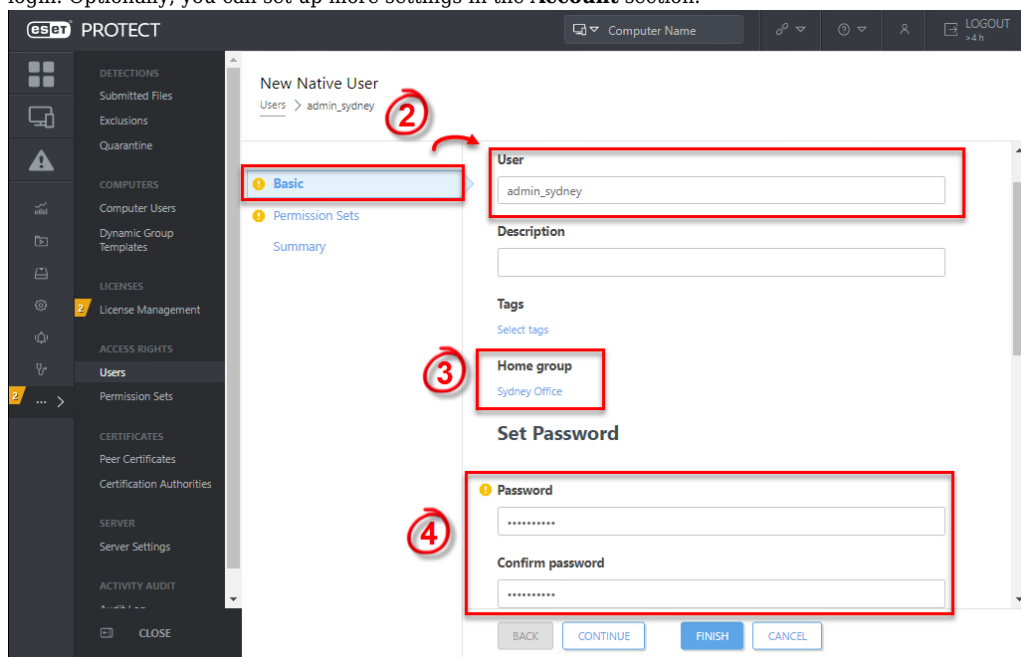 login. Optionally, you can set up more settings in the Account section.
eset PROTECT
Computer Name
LOGOUT
>4 h
DETECTIONS
Submitted Files
Exclusions
Quarantine
COMPUTERS
Computer Users
Dynamic Group
Templates
LICENSES
2 License Management
ACCESS RIGHTS
Users
2 ... >
Permission Sets
CERTIFICATES
Peer Certificates
Certification Authorities
SERVER
Server Settings
ACTIVITY AUDIT
CLOSE
New Native User
Users > admin_sydney
2
Basic
Permission Sets
Summary
User
admin_sydney
Description
Tags
Select tags
3
Home group
Sydney Office
Set Password
4
Password
••••••••••
Confirm password
••••••••••
BACK CONTINUE FINISH CANCEL